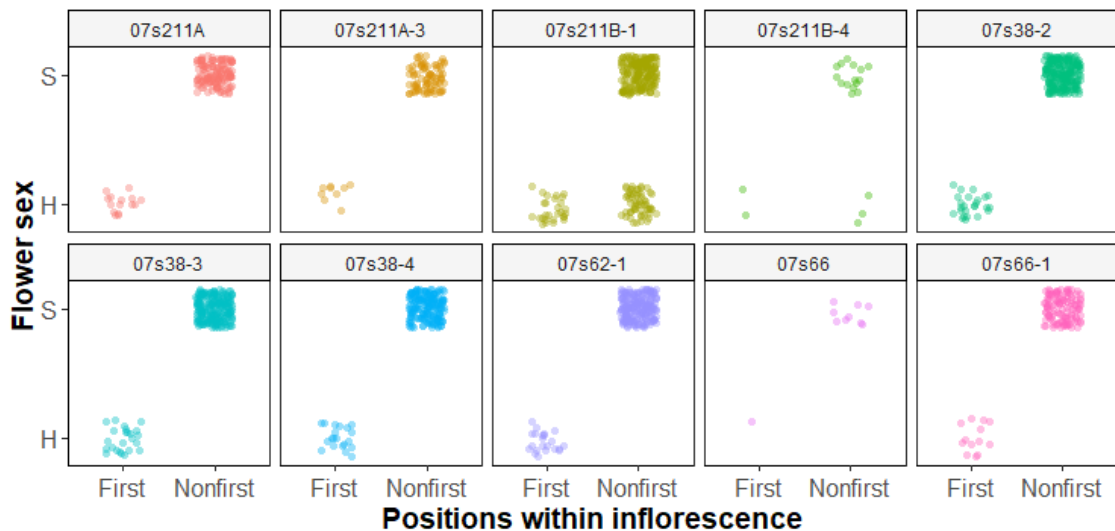 07s211A 07s211A-3 07s211B-1 07s211B-4 07s38-2
S
H
07s38-3 07s38-4 07s62-1 07s66 07s66-1
S
H
Flower sex
First Nonfirst First Nonfirst First Nonfirst First Nonfirst First Nonfirst
Positions within inflorescence